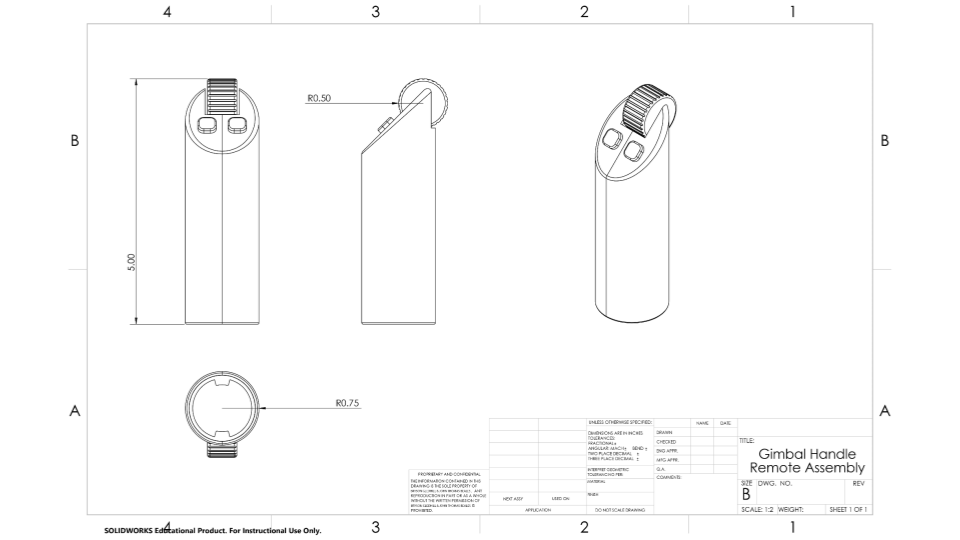 4 3 2 1
B B
R0.50
5.00
R0.75
A A
UNLESS OTHERWISE SPECIFIED:
NAME DATE
DIMENSIONS ARE IN INCHES
TOLERANCES:
FRACTIONAL±
ANGULAR: MACH± BEND ±
TWO PLACE DECIMAL ±
THREE PLACE DECIMAL ±
INTERPRET GEOMETRIC
TOLERANCING PER:
MATERIAL
FINISH
DRAWN
CHECKED
ENG APPR.
MFG APPR.
Q.A.
COMMENTS:
TITLE:
Gimbal Handle
Remote Assembly
SIZE DWG. NO. REV
B
SCALE: 1:2 WEIGHT: SHEET 1 OF 1
PROPRIETARY AND CONFIDENTIAL
THE INFORMATION CONTAINED IN THIS
DRAWING IS THE SOLE PROPERTY OF
REPRODUCTION IN PART OR AS A WHOLE
WITHOUT THE WRITTEN PERMISSION OF
PROHIBITED.
NEXT ASSY USED ON
APPLICATION DO NOT SCALE DRAWING
SOLIDWORKS Educational Product. For Instructional Use Only.
4 3 2 1